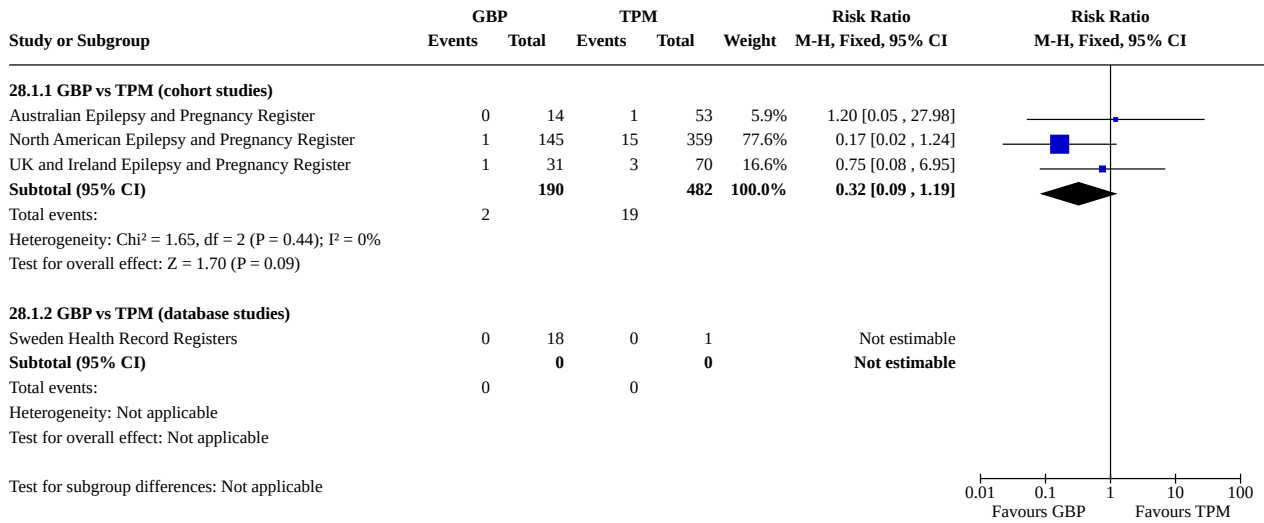 GBP TPM Risk Ratio Risk Ratio
Study or Subgroup Events Total Events Total Weight M-H, Fixed, 95% CI M-H, Fixed, 95% CI
28.1.1 GBP vs TPM (cohort studies)
Australian Epilepsy and Pregnancy Register 0 14 1 53 5.9% 1.20 [0.05 , 27.98]
North American Epilepsy and Pregnancy Register 1 145 15 359 77.6% 0.17 [0.02 , 1.24]
UK and Ireland Epilepsy and Pregnancy Register 1 31 3 70 16.6% 0.75 [0.08 , 6.95]
Subtotal (95% CI) 190 482 100.0% 0.32 [0.09 , 1.19]
Total events: 2 19
Heterogeneity: Chi² = 1.65, df = 2 (P = 0.44); I² = 0%
Test for overall effect: Z = 1.70 (P = 0.09)
28.1.2 GBP vs TPM (database studies)
Sweden Health Record Registers 0 18 0 1 Not estimable
Subtotal (95% CI) 0 0 Not estimable
Total events: 0 0
Heterogeneity: Not applicable
Test for overall effect: Not applicable
Test for subgroup differences: Not applicable
0.01 0.1 1 10 100
Favours GBP Favours TPM